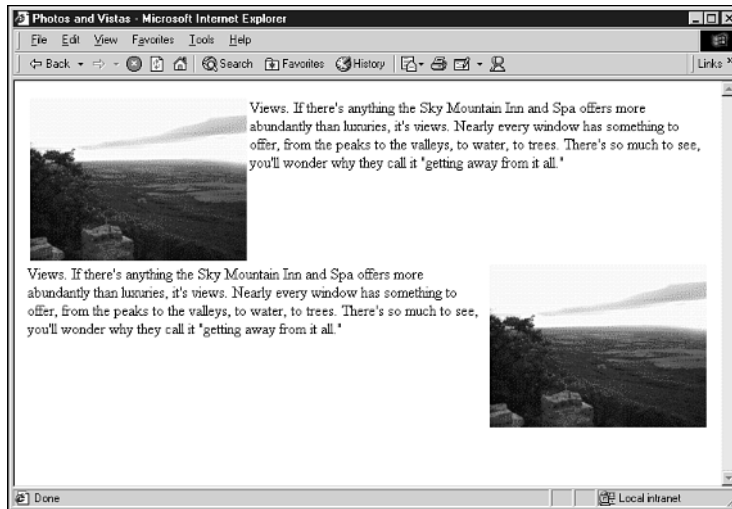 Photos and Vistas - Microsoft Internet Explorer
File Edit View Favorites Tools Help
Back Search Favorites History Links »
Views. If there's anything the Sky Mountain Inn and Spa offers more
abundantly than luxuries, it's views. Nearly every window has something to
offer, from the peaks to the valleys, to water, to trees. There's so much to see,
you'll wonder why they call it "getting away from it all."
Views. If there's anything the Sky Mountain Inn and Spa offers more
abundantly than luxuries, it's views. Nearly every window has something to
offer, from the peaks to the valleys, to water, to trees. There's so much to see,
you'll wonder why they call it "getting away from it all."
Done Local intranet